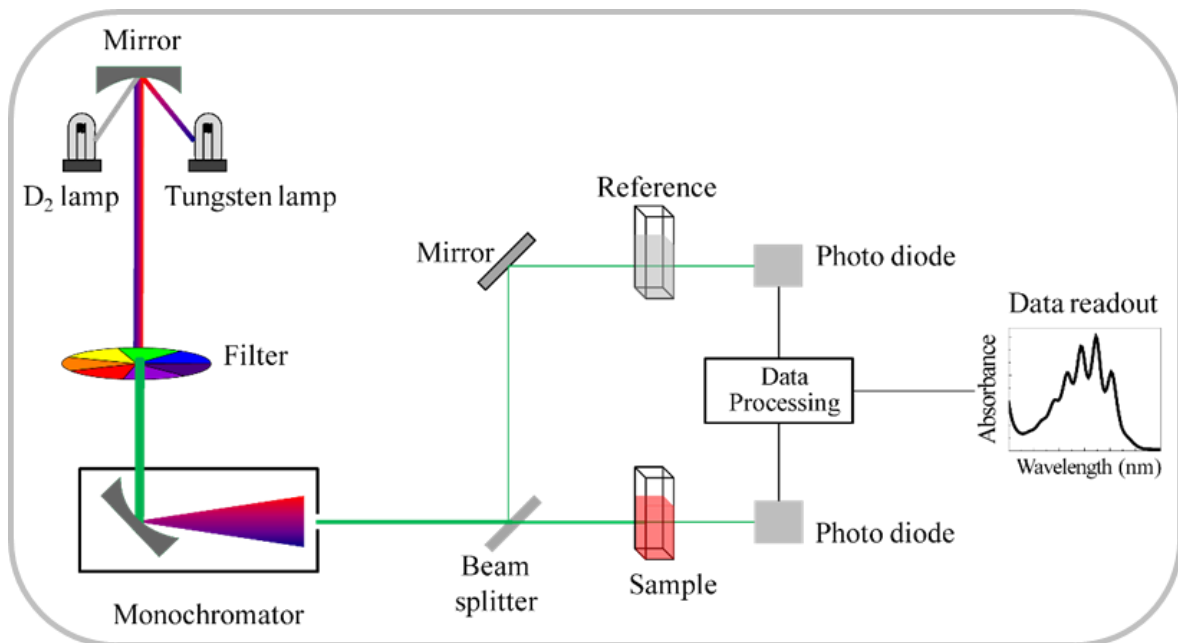 Mirror
D₂ lamp
Tungsten lamp
Filter
Monochromator
Mirror
Reference
Photo diode
Beam
splitter
Sample
Photo diode
Data
Processing
Data readout
Absorbance
Wavelength (nm)